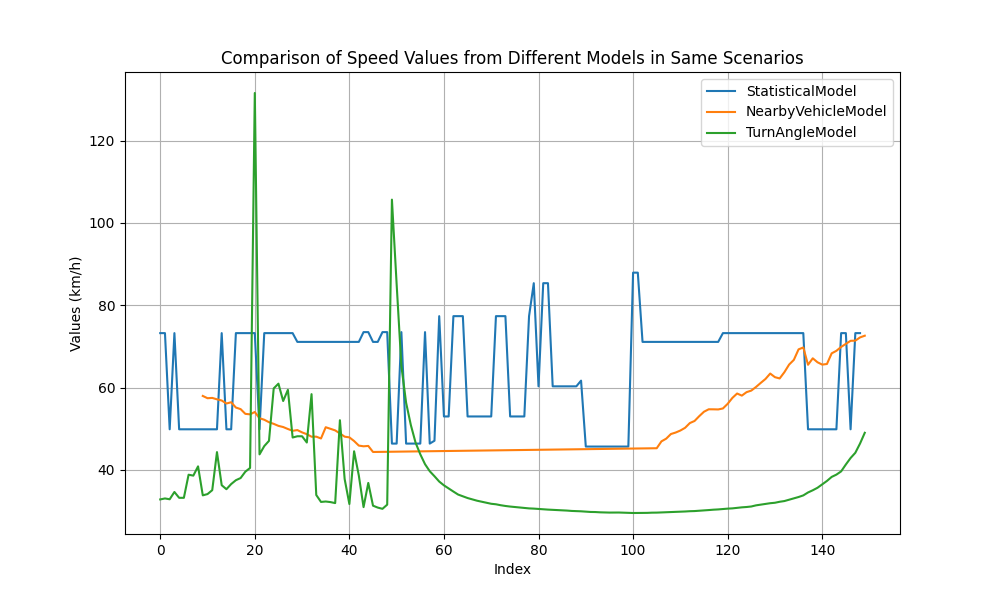 Comparison of Speed Values from Different Models in Same Scenarios
StatisticalModel
NearbyVehicleModel
TurnAngleModel
Values (km/h)
120
100
80
60
40
0 20 40 60 80 100 120 140
Index